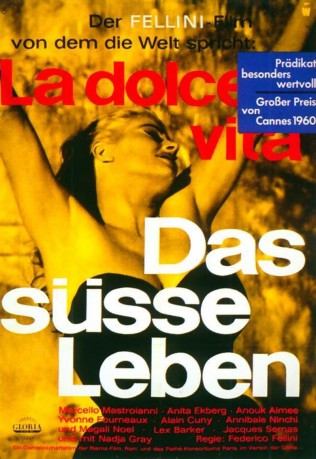 Der FELLINI-Film
von dem die Welt spricht:
La dolce
vita
Prädikat
besonders
wertvoll
Großer Preis
von
Cannes 1960
Das
süsse
Leben
Marcello Mastroianni · Anita Ekberg · Anouk Aimee
Yvonne Fourneaux · Alain Cuny · Annibale Ninchi
und Magali Noel · Lex Barker · Jacques Sernas
und mit Nadja Gray Regie: Federico Fellini
GLORIA